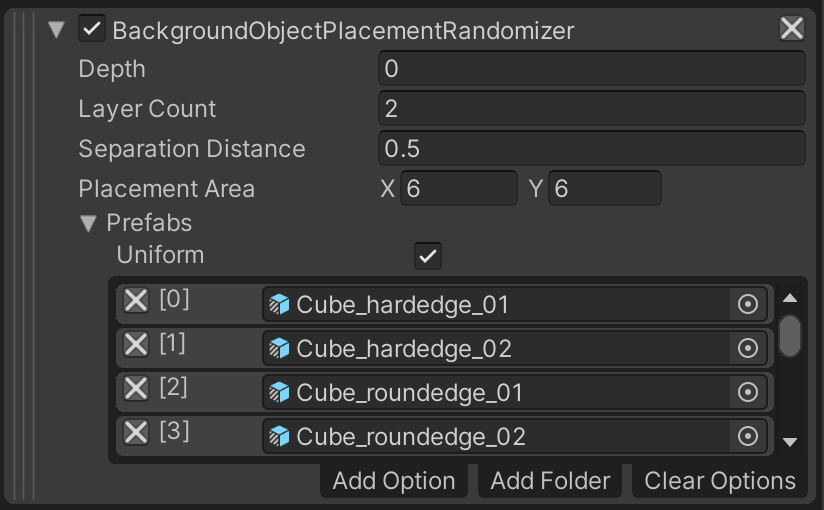 BackgroundObjectPlacementRandomizer
Depth 0
Layer Count 2
Separation Distance 0.5
Placement Area X 6 Y 6
Prefabs
Uniform
[0] Cube_hardedge_01
[1] Cube_hardedge_02
[2] Cube_roundedge_01
[3] Cube_roundedge_02
Add Option Add Folder Clear Options